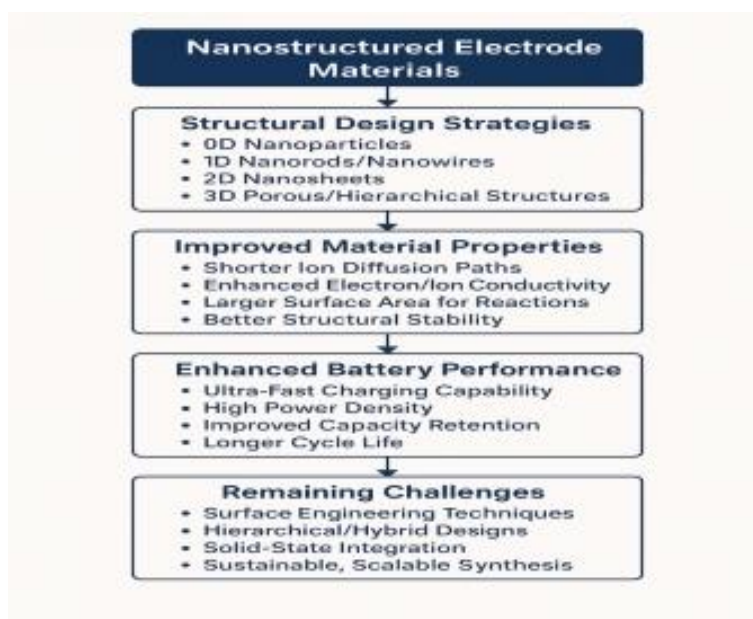 Nanostructured Electrode
Materials
Structural Design Strategies
• 0D Nanoparticles
• 1D Nanorods/Nanowires
• 2D Nanosheets
• 3D Porous/Hierarchical Structures
Improved Material Properties
• Shorter Ion Diffusion Paths
• Enhanced Electron/Ion Conductivity
• Larger Surface Area for Reactions
• Better Structural Stability
Enhanced Battery Performance
• Ultra-Fast Charging Capability
• High Power Density
• Improved Capacity Retention
• Longer Cycle Life
Remaining Challenges
• Surface Engineering Techniques
• Hierarchical/Hybrid Designs
• Solid-State Integration
• Sustainable, Scalable Synthesis